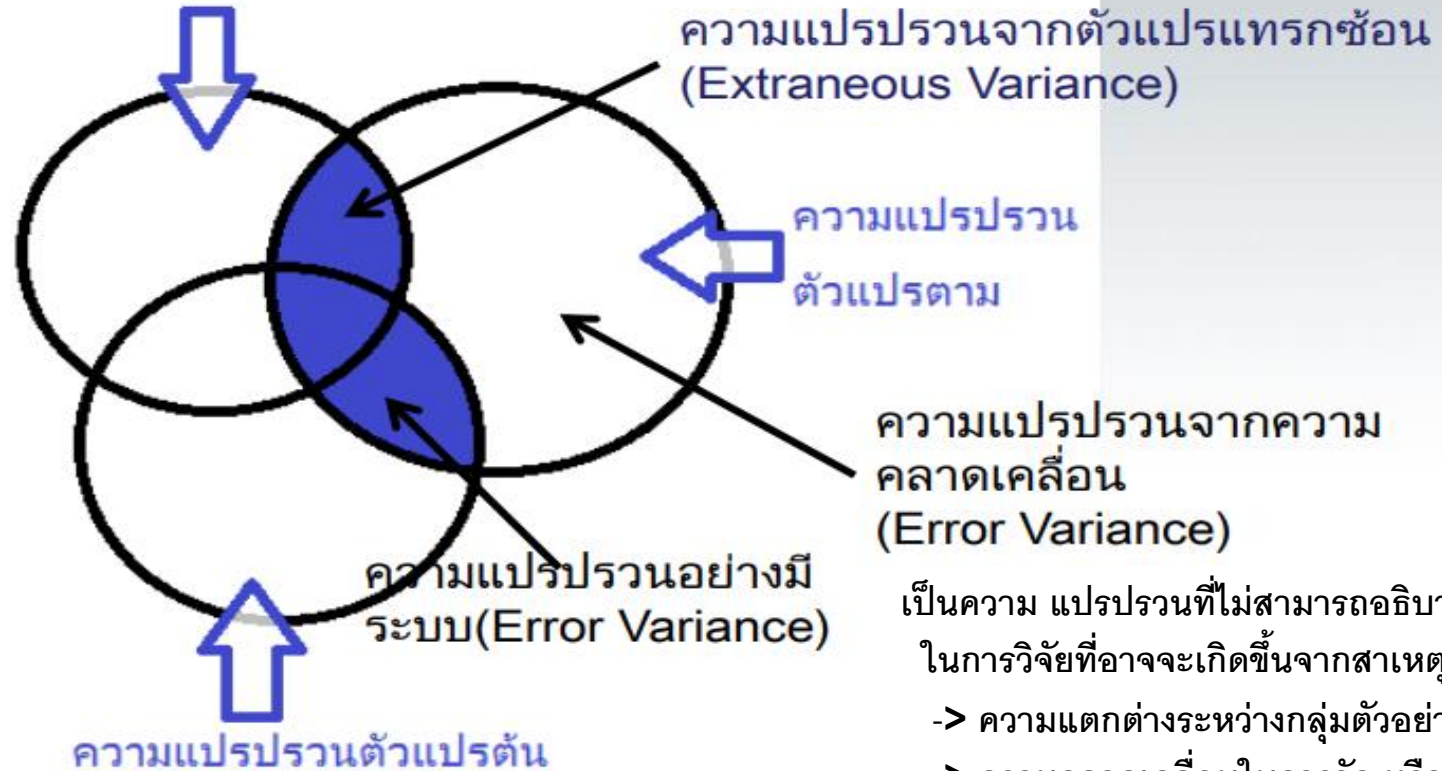 ความแปรปรวนจากตัวแปรแทรกซ้อน
(Extraneous Variance)
ความแปรปรวน
ตัวแปรตาม
ความแปรปรวนจากความ
คลาดเคลื่อน
(Error Variance)
ความแปรปรวนอย่างมี
ระบบ(Error Variance)
ความแปรปรวนตัวแปรต้น
เป็นความ แปรปรวนที่ไม่สามารถอธิบา
ในการวิจัยที่อาจจะเกิดขึ้นจากสาเหตุ
-> ความแตกต่างระหว่างกลุ่มตัวอย่า